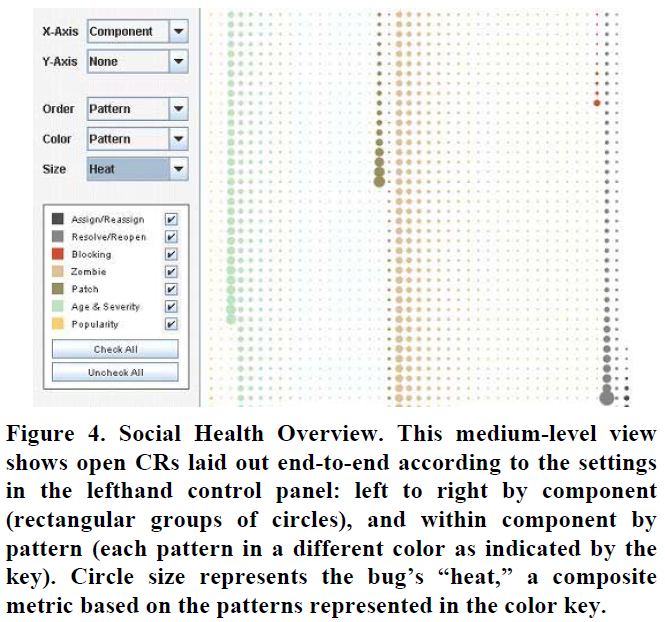 X-Axis Component
Y-Axis None
Order Pattern
Color Pattern
Size Heat
Assign/Reassign
Resolve/Reopen
Blocking
Zombie
Patch
Age & Severity
Popularity
Check All
Uncheck All
Figure 4. Social Health Overview. This medium-level view
shows open CRs laid out end-to-end according to the settings
in the lefthand control panel: left to right by component
(rectangular groups of circles), and within component by
pattern (each pattern in a different color as indicated by the
key). Circle size represents the bug’s “heat,” a composite
metric based on the patterns represented in the color key.